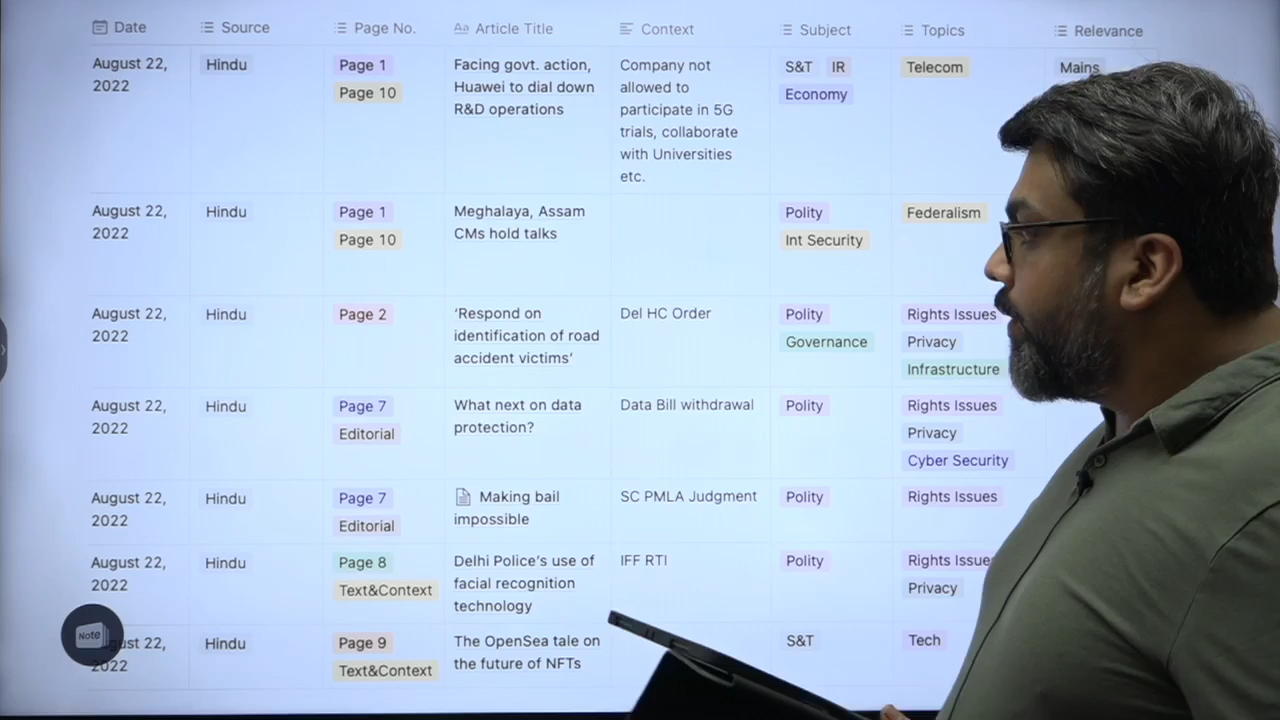 Date Source Page No. Aa Article Title Context Subject Topics Relevance
August 22, Hindu Page 1 Facing govt. action, Company not S&T IR Telecom Mains
2022 Page 10 Huawei to dial down allowed to Economy
R&D operations participate in 5G
trials, collaborate
with Universities
etc.
August 22, Hindu Page 1 Meghalaya, Assam Polity Federalism
2022 Page 10 CMs hold talks Int Security
August 22, Hindu Page 2 ‘Respond on Del HC Order Polity Rights Issues
2022 identification of road Governance Privacy
accident victims’ Infrastructure
August 22, Hindu Page 7 What next on data Data Bill withdrawal Polity Rights Issues
2022 Editorial protection? Privacy
Cyber Security
August 22, Hindu Page 7 Making bail SC PMLA Judgment Polity Rights Issues
2022 Editorial impossible
August 22, Hindu Page 8 Delhi Police’s use of IFF RTI Polity Rights Issues
2022 Text&Context facial recognition Privacy
technology
Note
22, Hindu Page 9 The OpenSea tale on S&T Tech
2022 Text&Context the future of NFTs